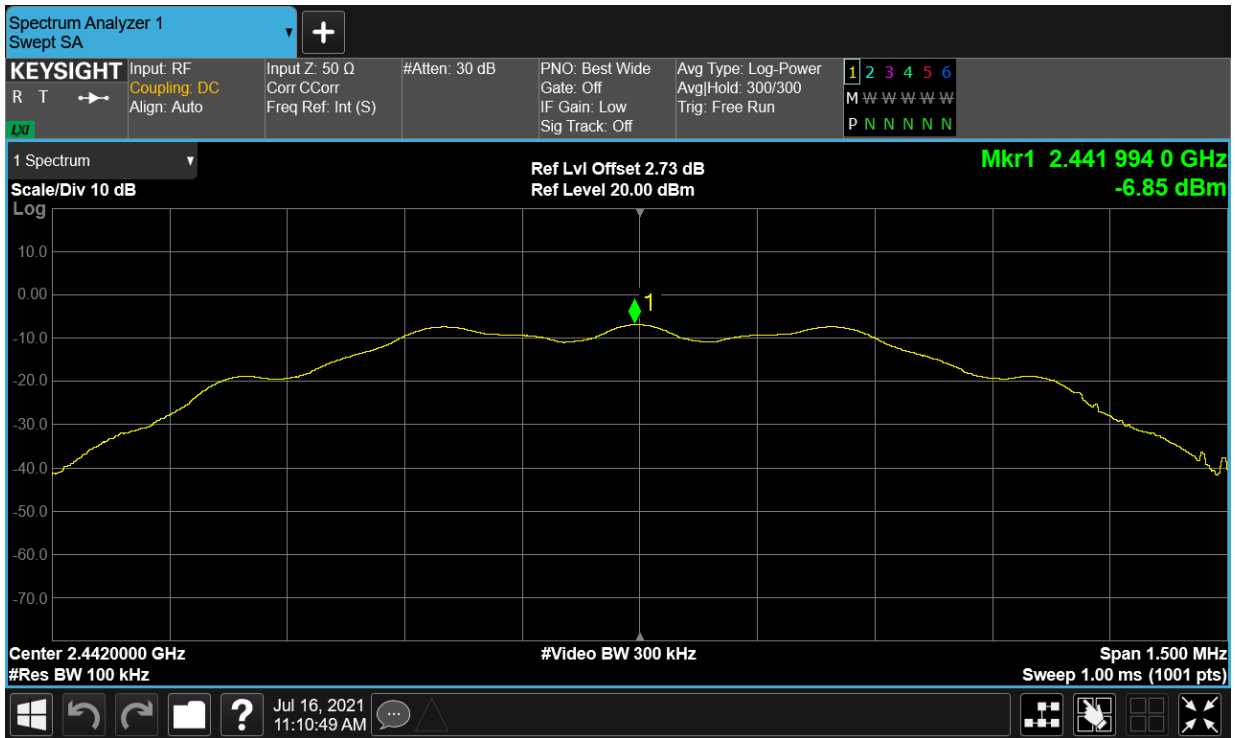 Spectrum Analyzer 1
Swept SA
KEYSIGHT
R T
LXI
Input: RF
Coupling: DC
Align: Auto
Input Z: 50 Ω
Corr CCorr
Freq Ref: Int (S)
#Atten: 30 dB
PNO: Best Wide
Gate: Off
IF Gain: Low
Sig Track: Off
Avg Type: Log-Power
Avg|Hold: 300/300
Trig: Free Run
1 2 3 4 5 6
M W W W W W
P N N N N N
1 Spectrum
Scale/Div 10 dB
Log
Ref Lvl Offset 2.73 dB
Ref Level 20.00 dBm
Mkr1 2.441 994 0 GHz
-6.85 dBm
10.0
0.00
-10.0
-20.0
-30.0
-40.0
-50.0
-60.0
-70.0
1
Center 2.4420000 GHz
#Res BW 100 kHz
#Video BW 300 kHz
Span 1.500 MHz
Sweep 1.00 ms (1001 pts)
?
Jul 16, 2021
11:10:49 AM